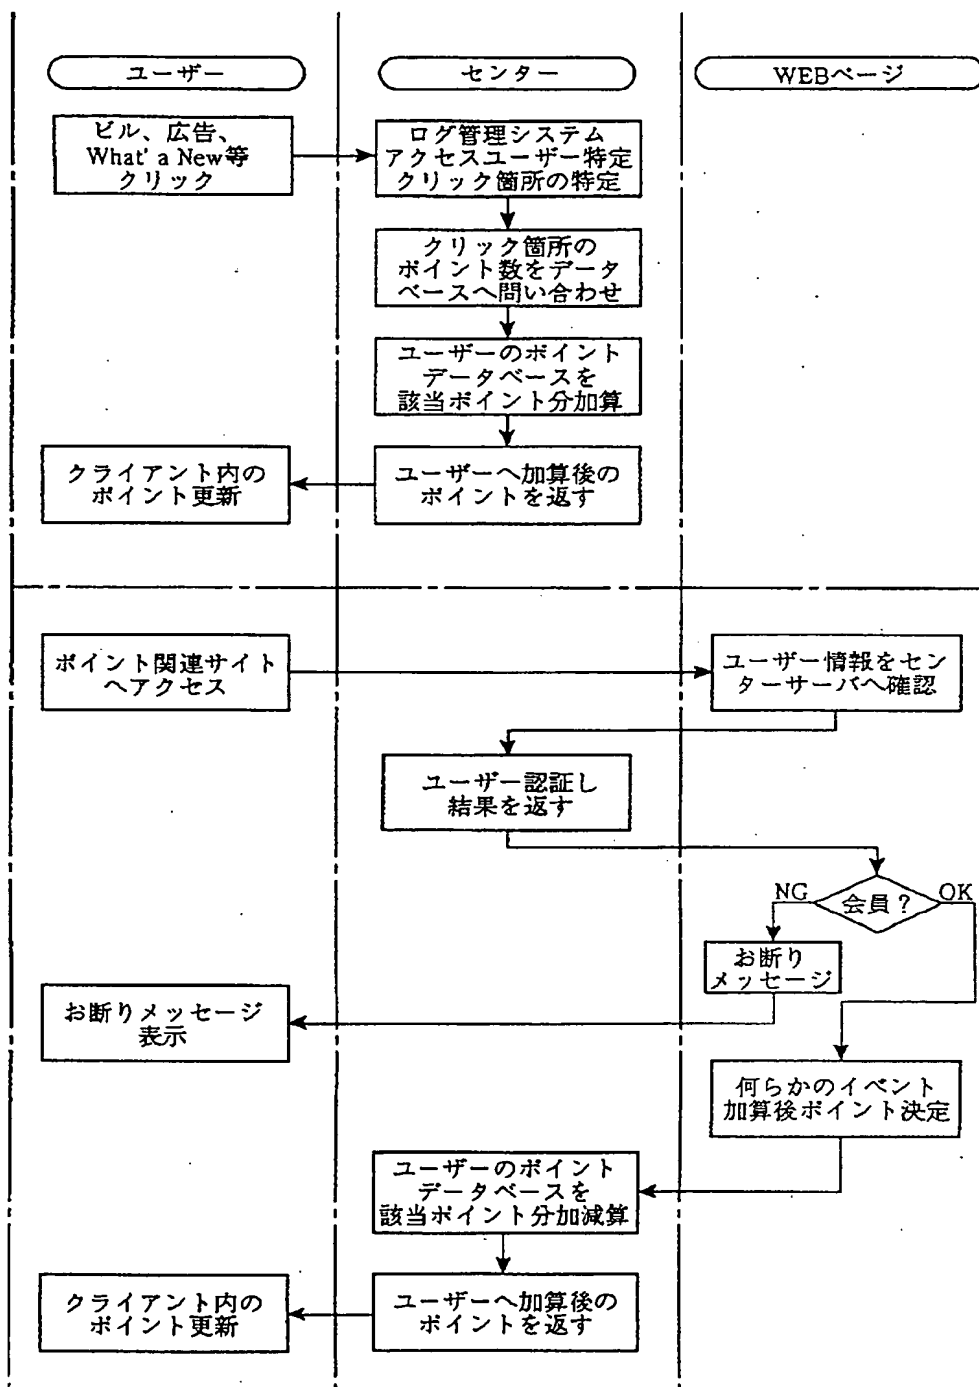 ユーザー
センター
WEBページ
ビル、広告、
What' a New等
クリック
ログ管理システム
アクセスユーザー特定
クリック箇所の特定
クリック箇所の
ポイント数をデータ
ベースへ問い合わせ
ユーザーのポイント
データベースを
該当ポイント分加算
クライアント内の
ポイント更新
ユーザーへ加算後の
ポイントを返す
ポイント関連サイト
へアクセス
ユーザー情報をセン
ターサーバへ確認
ユーザー認証し
結果を返す
NG
会員？
OK
お断り
メッセージ
お断りメッセージ
表示
何らかのイベント
加算後ポイント決定
ユーザーのポイント
データベースを
該当ポイント分加減算
クライアント内の
ポイント更新
ユーザーへ加算後の
ポイントを返す